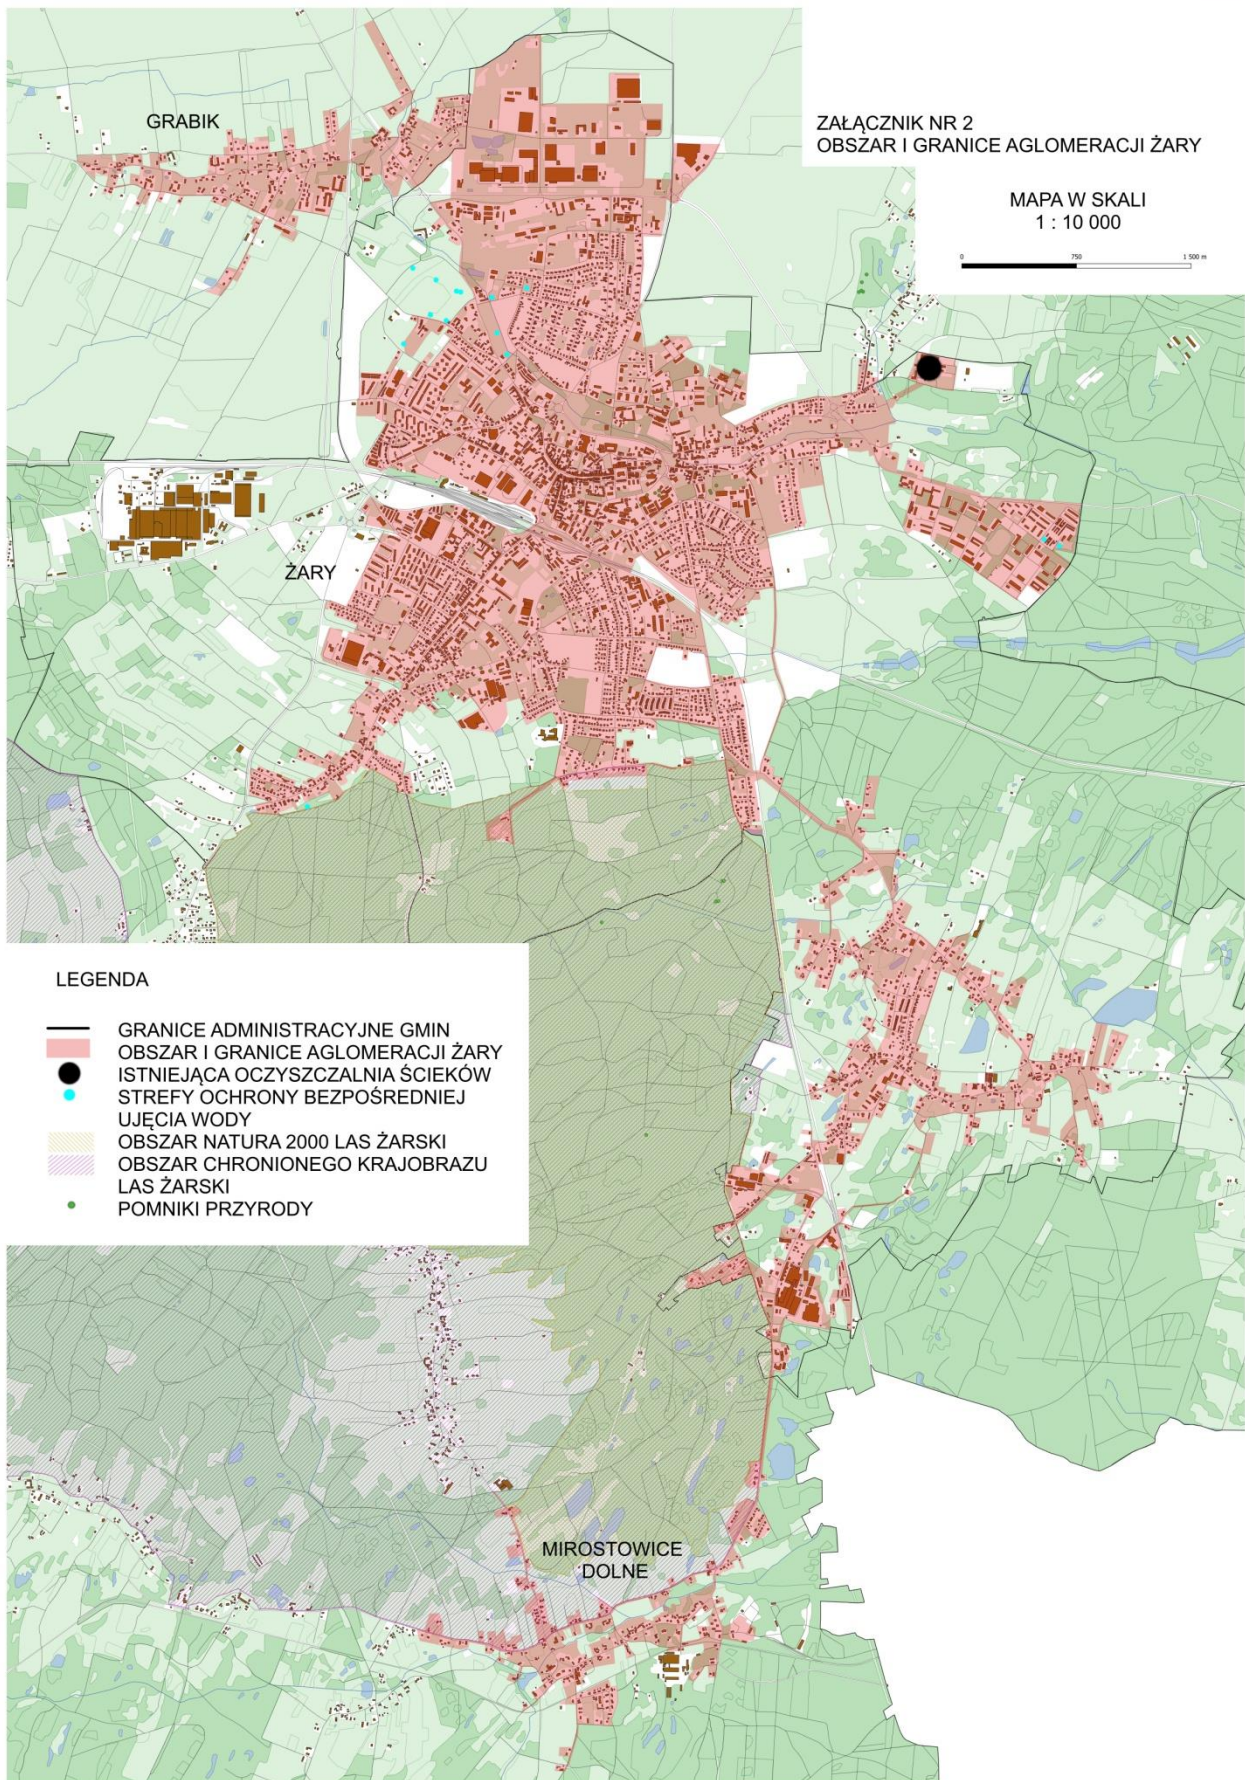 GRABIK
ZAŁĄCZNIK NR 2
OBSZAR I GRANICE AGLOMERACJI ŻARY
MAPA W SKALI
1 : 10 000
0 750 1 500 m
ŻARY
LEGENDA
GRANICE ADMINISTRACYJNE GMIN
OBSZAR I GRANICE AGLOMERACJI ŻARY
ISTNIEJĄCA OCZYSZCZALNIA ŚCIEKÓW
STREFY OCHRONY BEZPOŚREDNIEJ
UJĘCIA WODY
OBSZAR NATURA 2000 LAS ŻARSKI
OBSZAR CHRONIONEGO KRAJOBRAZU
LAS ŻARSKI
POMNIKI PRZYRODY
MIROSTOWICE
DOLNE